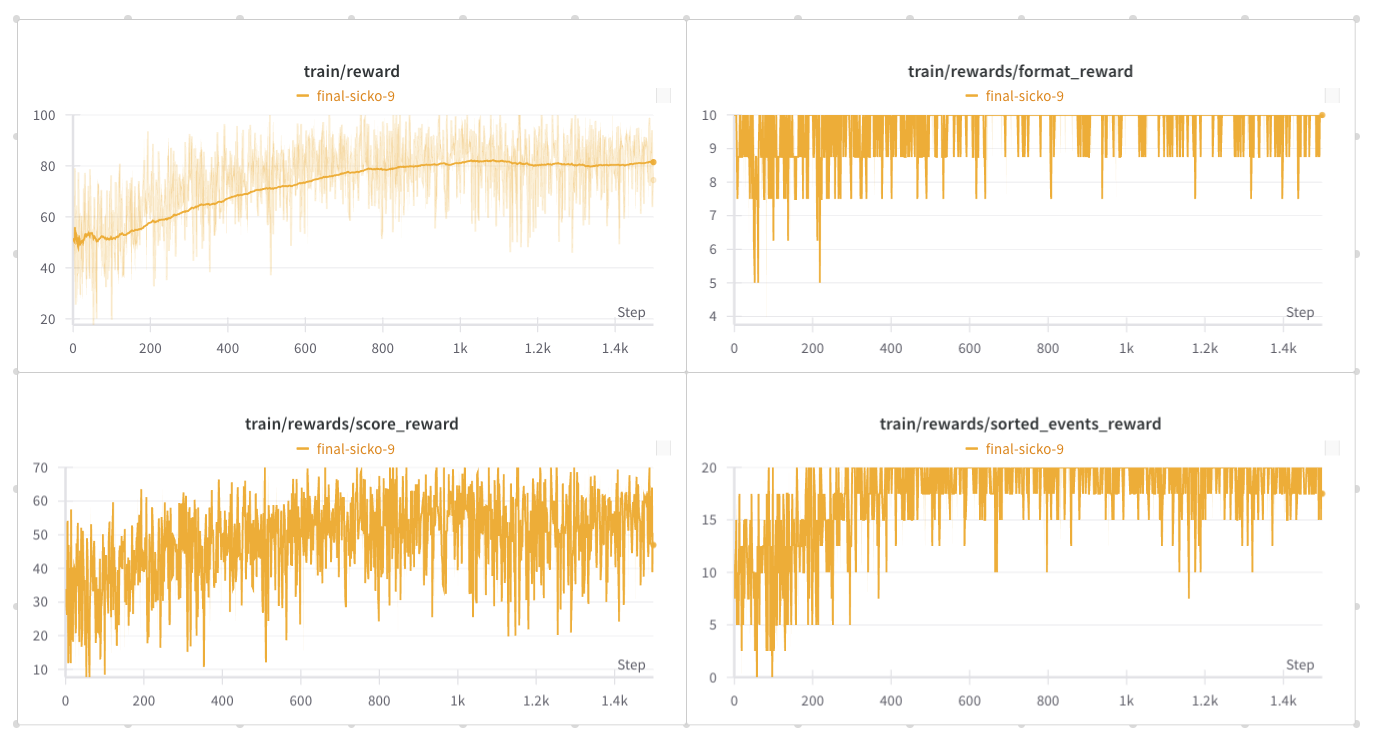 train/reward
final-sicko-9
100
80
60
40
20
Step
0 200 400 600 800 1k 1.2k 1.4k
train/rewards/format_reward
final-sicko-9
10
9
8
7
6
5
4
Step
0 200 400 600 800 1k 1.2k 1.4k
train/rewards/score_reward
final-sicko-9
70
60
50
40
30
20
10
Step
0 200 400 600 800 1k 1.2k 1.4k
train/rewards/sorted_events_reward
final-sicko-9
20
15
10
5
0
Step
0 200 400 600 800 1k 1.2k 1.4k